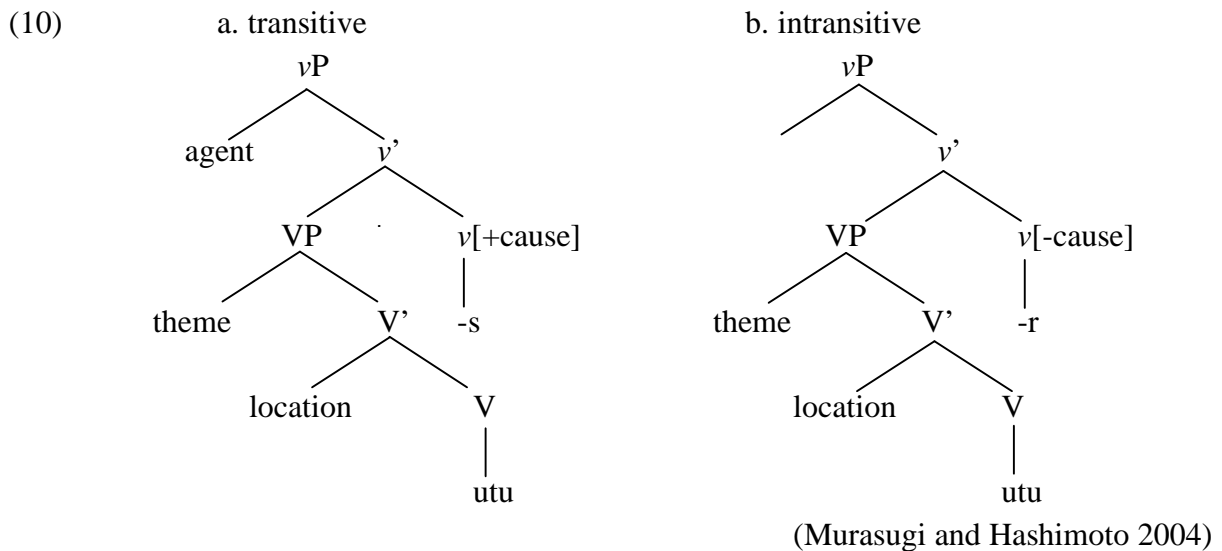 (10) a. transitive b. intransitive
vP vP
agent v’ v’
VP v[+cause] VP v[-cause]
theme V’ -s theme V’ -r
location V location V
utu utu
(Murasugi and Hashimoto 2004)